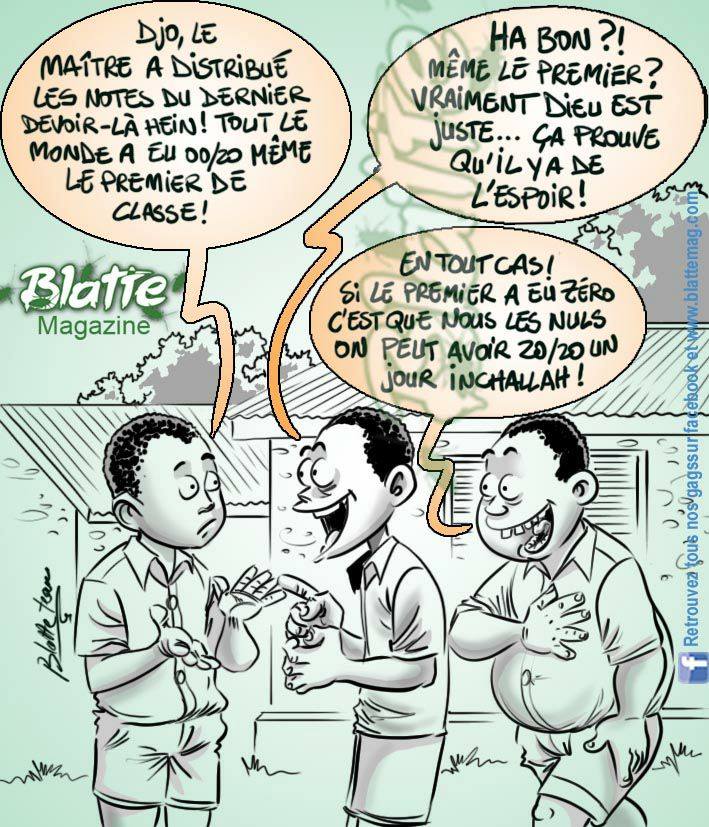 DJO, LE
MAÎTRE A DISTRIBUÉ
LES NOTES DU DERNIER
DEVOIR-LÀ HEIN! TOUT LE
MONDE A EU 00/20 MÊME
LE PREMIER DE
CLASSE!
HA BON?!
MÊME LE PREMIER?
VRAIMENT DIEU EST
JUSTE... ÇA PROUVE
QU'IL Y A DE
L'ESPOIR!
EN TOUT CAS!
SI LE PREMIER A EU ZÉRO
C'EST QUE NOUS LES NULS
ON PEUT AVOIR 20/20 UN
JOUR INCHALLAH!
Blatte
Magazine
Blatte team
Retrouvez tous nos gags sur facebook et www.blattemag.com